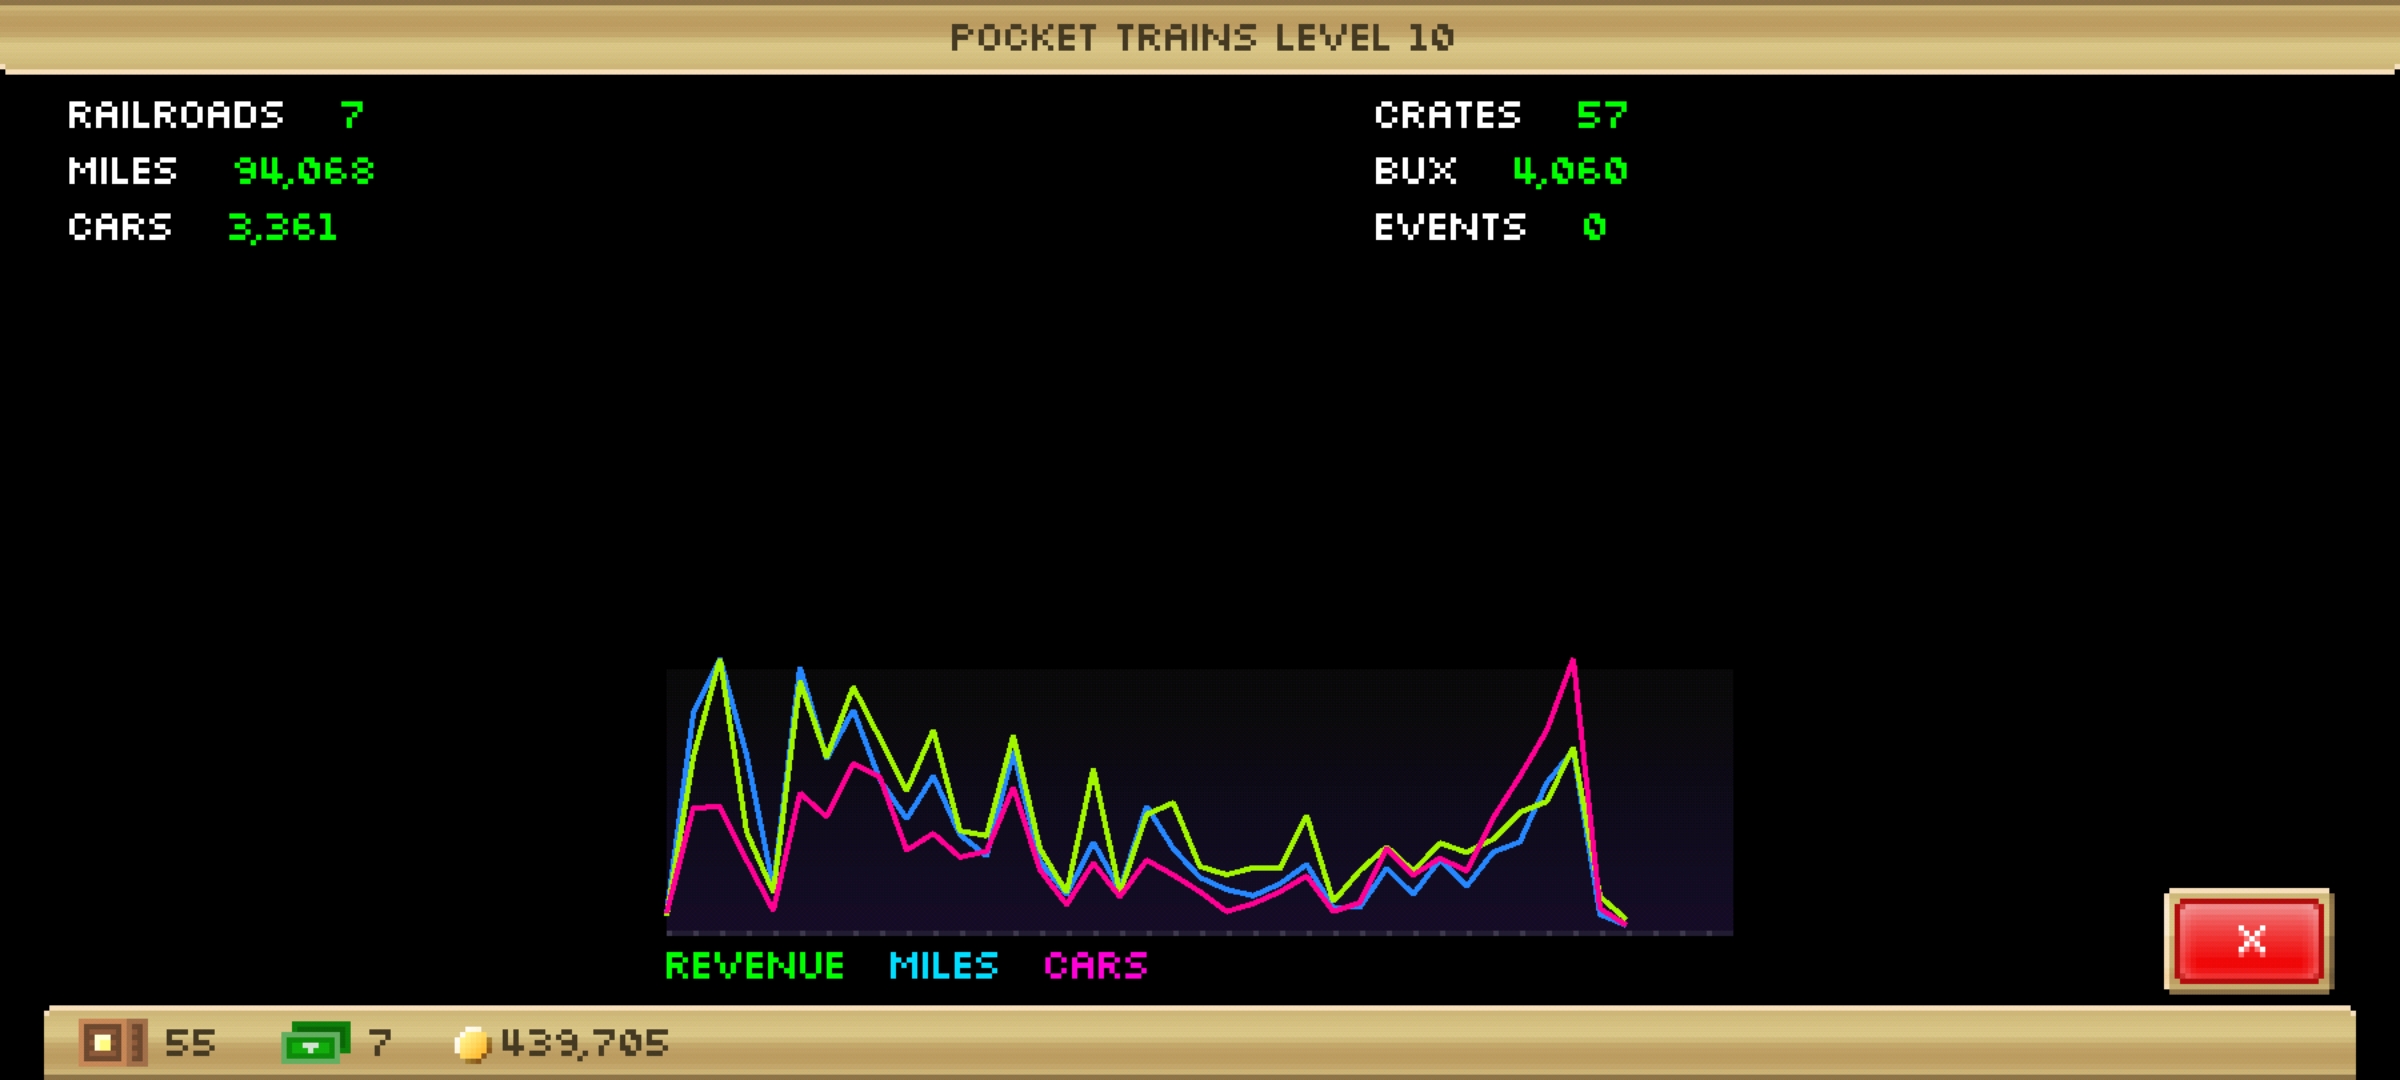 POCKET TRAINS LEVEL 10
RAILROADS 7
MILES 94,068
CARS 3,361
CRATES 57
BUX 4,060
EVENTS 0
REVENUE MILES CARS
X
55 7 439,705